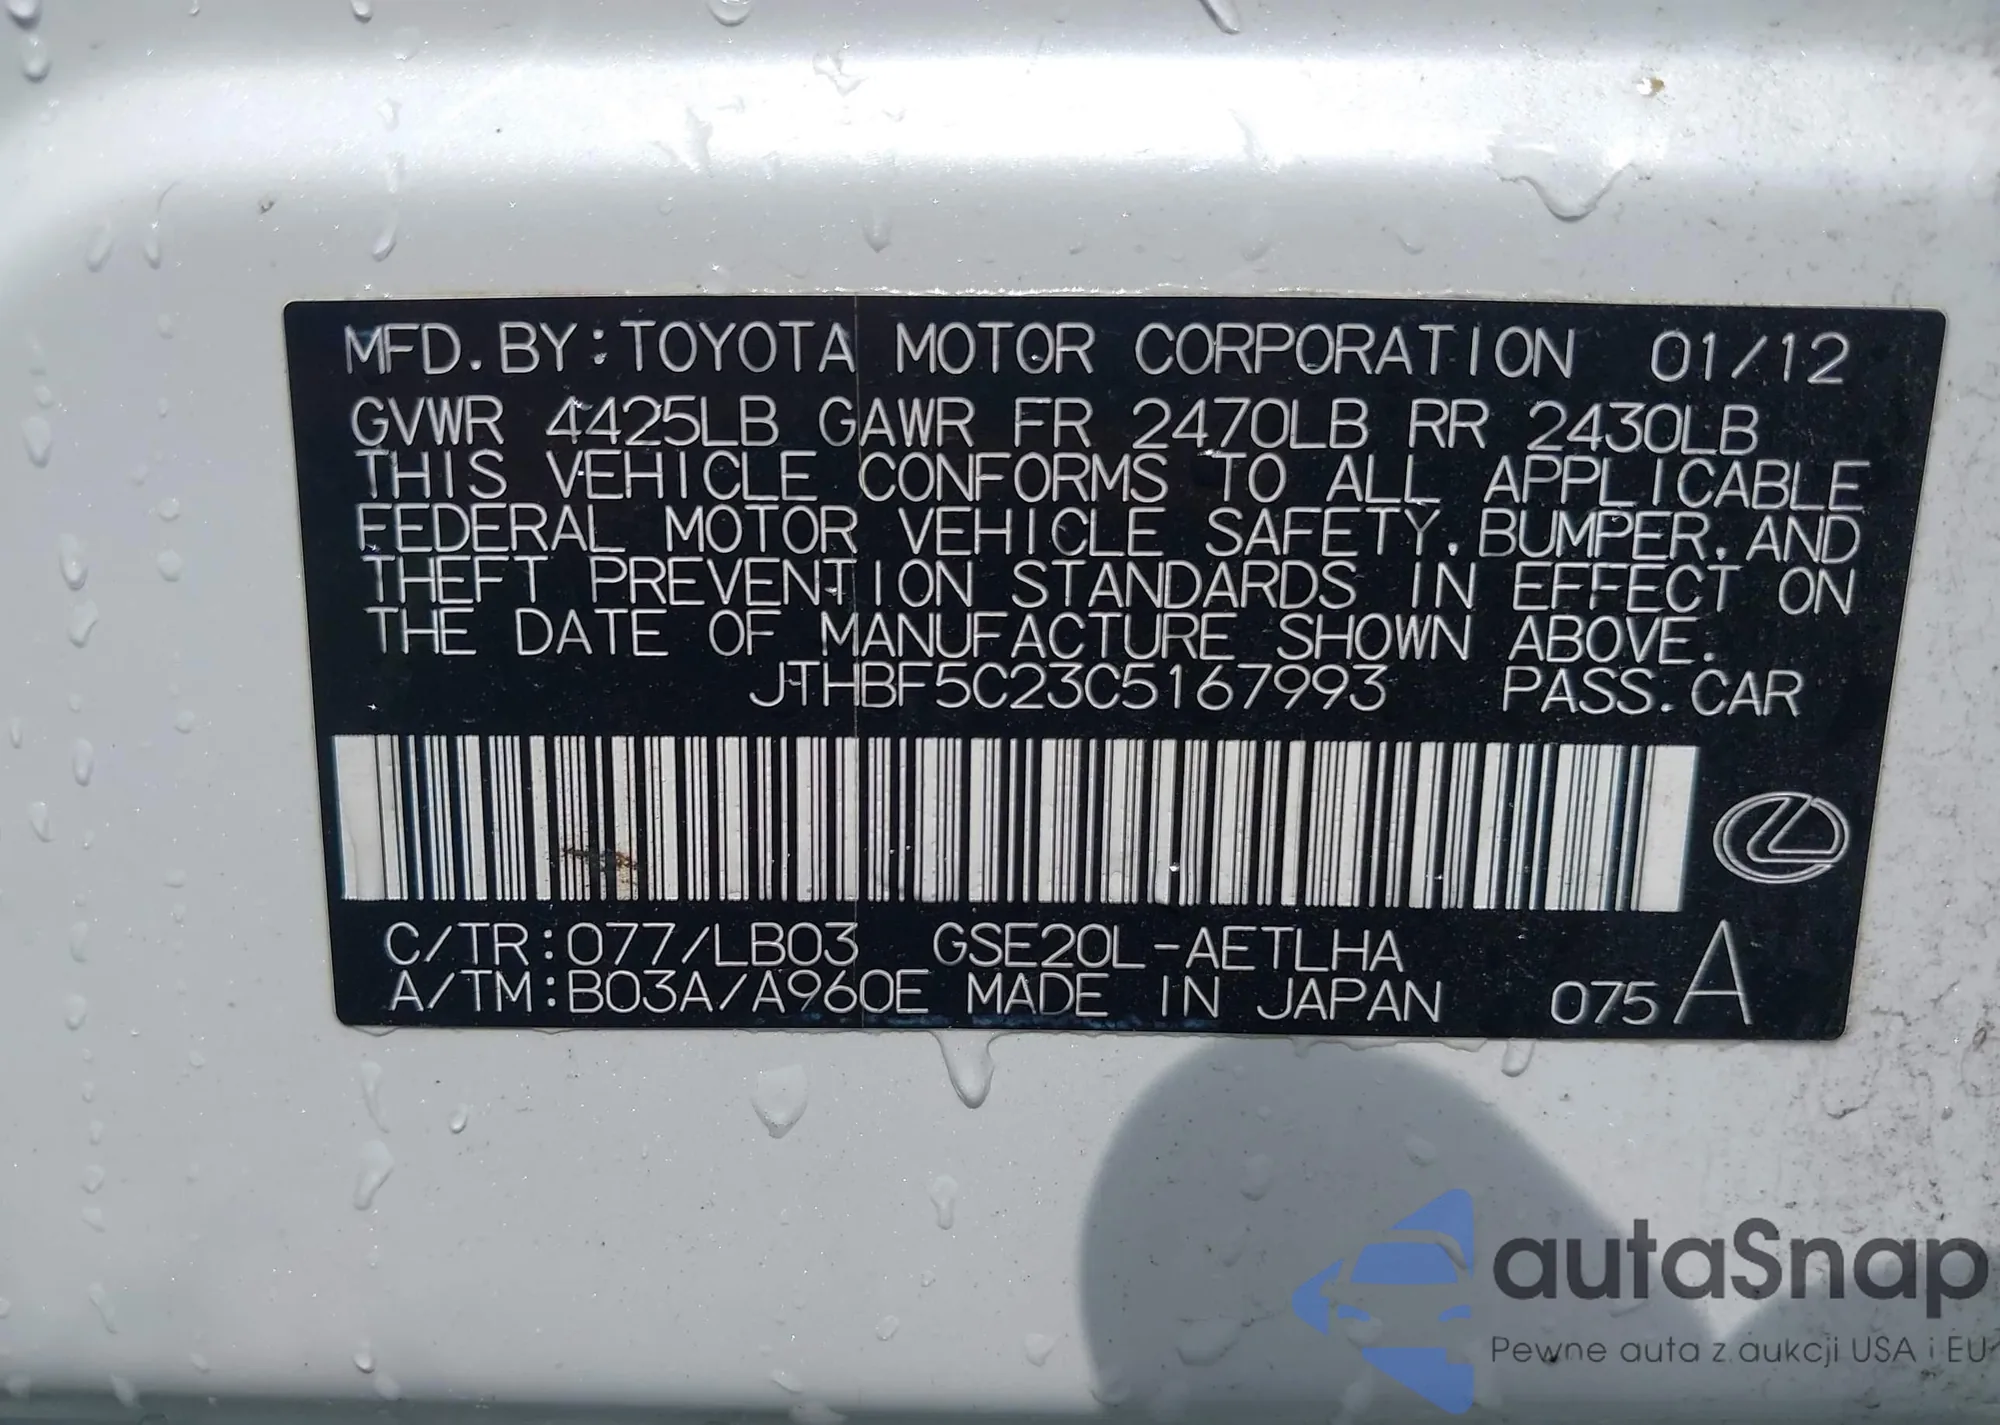 MFD. BY: TOYOTA MOTOR CORPORATION 01/12
GVWR 4425LB GAWR FR 2470LB RR 2430LB
THIS VEHICLE CONFORMS TO ALL APPLICABLE
FEDERAL MOTOR VEHICLE SAFETY, BUMPER, AND
THEFT PREVENTION STANDARDS IN EFFECT ON
THE DATE OF MANUFACTURE SHOWN ABOVE.
JTHBF5C23C5167993 PASS. CAR
C/TR: 077/LB03 GSE20L-AETLHA
A/TM: B03A/A960E MADE IN JAPAN 075 A
autaSnap
Pewne auta z aukcji USA i EU